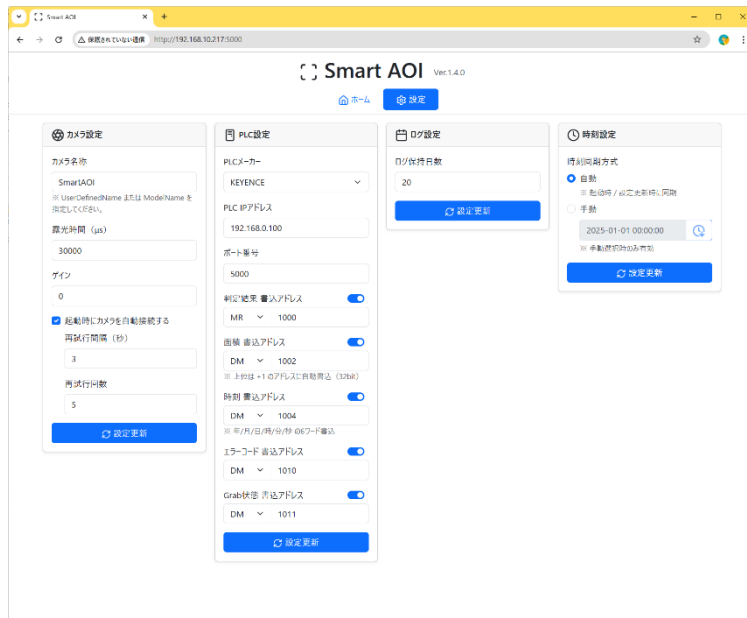 Smart AOI
保護されていない通信
http://192.168.10.217:5000
Smart AOI Ver.1.4.0
ホーム
設定
カメラ設定
カメラ名称
SmartAOI
※ UserDefinedName または ModelName を
指定してください。
露光時間（μs）
30000
ゲイン
0
起動時にカメラを自動接続する
再試行間隔（秒）
3
再試行回数
5
設定更新
PLC設定
PLCメーカー
KEYENCE
PLC IPアドレス
192.168.0.100
ポート番号
5000
判定結果 書込アドレス
MR 1000
面積 書込アドレス
DM 1002
※ 上位は +1 のアドレスに自動書込（32bit）
時刻 書込アドレス
DM 1004
※ 年/月/日/時/分/秒 の6ワード書込
エラーコード 書込アドレス
DM 1010
Grab状態 書込アドレス
DM 1011
設定更新
ログ設定
ログ保持日数
20
設定更新
時刻設定
時刻同期方式
自動
※ 起動時 / 設定更新時に同期
手動
2025-01-01 00:00:00
※ 手動選択時のみ有効
設定更新